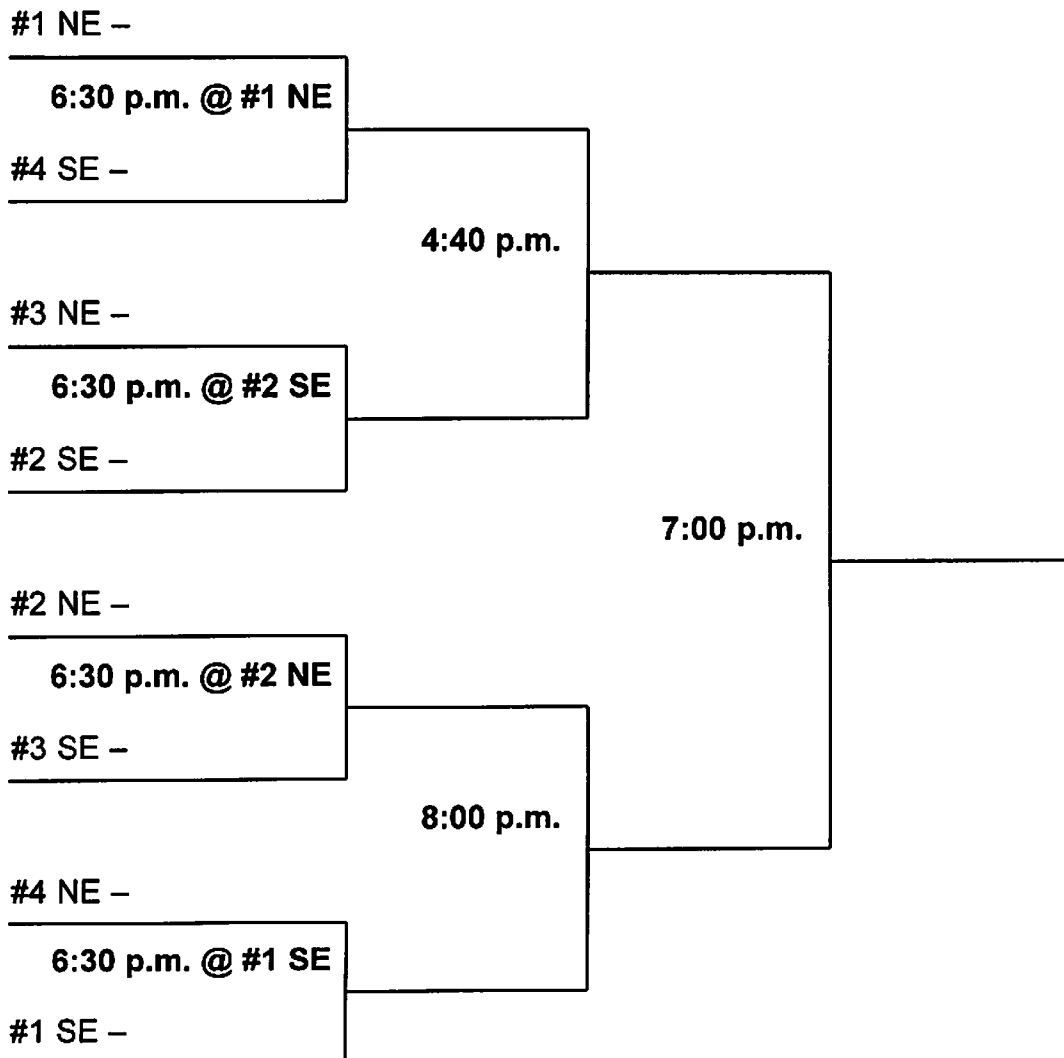 #1 NE –
6:30 p.m. @ #1 NE
#4 SE –
4:40 p.m.
#3 NE –
6:30 p.m. @ #2 SE
#2 SE –
7:00 p.m.
#2 NE –
6:30 p.m. @ #2 NE
#3 SE –
8:00 p.m.
#4 NE –
6:30 p.m. @ #1 SE
#1 SE –